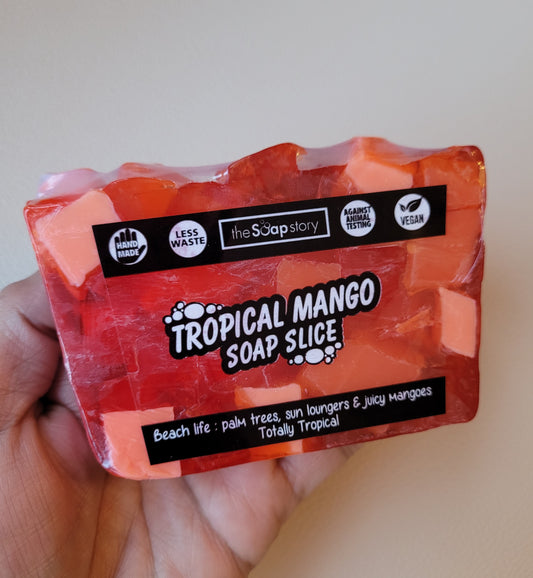 HAND
MADE
LESS
WASTE
the Soap story
AGAINST
ANIMAL
TESTING
VEGAN
TROPICAL MANGO
SOAP SLICE
Beach life : palm trees, sun loungers & juicy mangoes
Totally Tropical